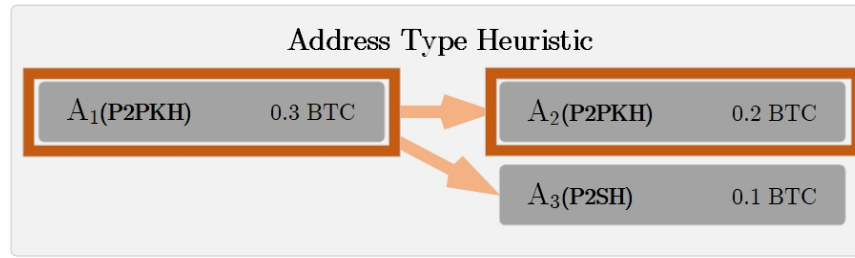 Address Type Heuristic
A₁(P2PKH) 0.3 BTC
A₂(P2PKH) 0.2 BTC
A₃(P2SH) 0.1 BTC